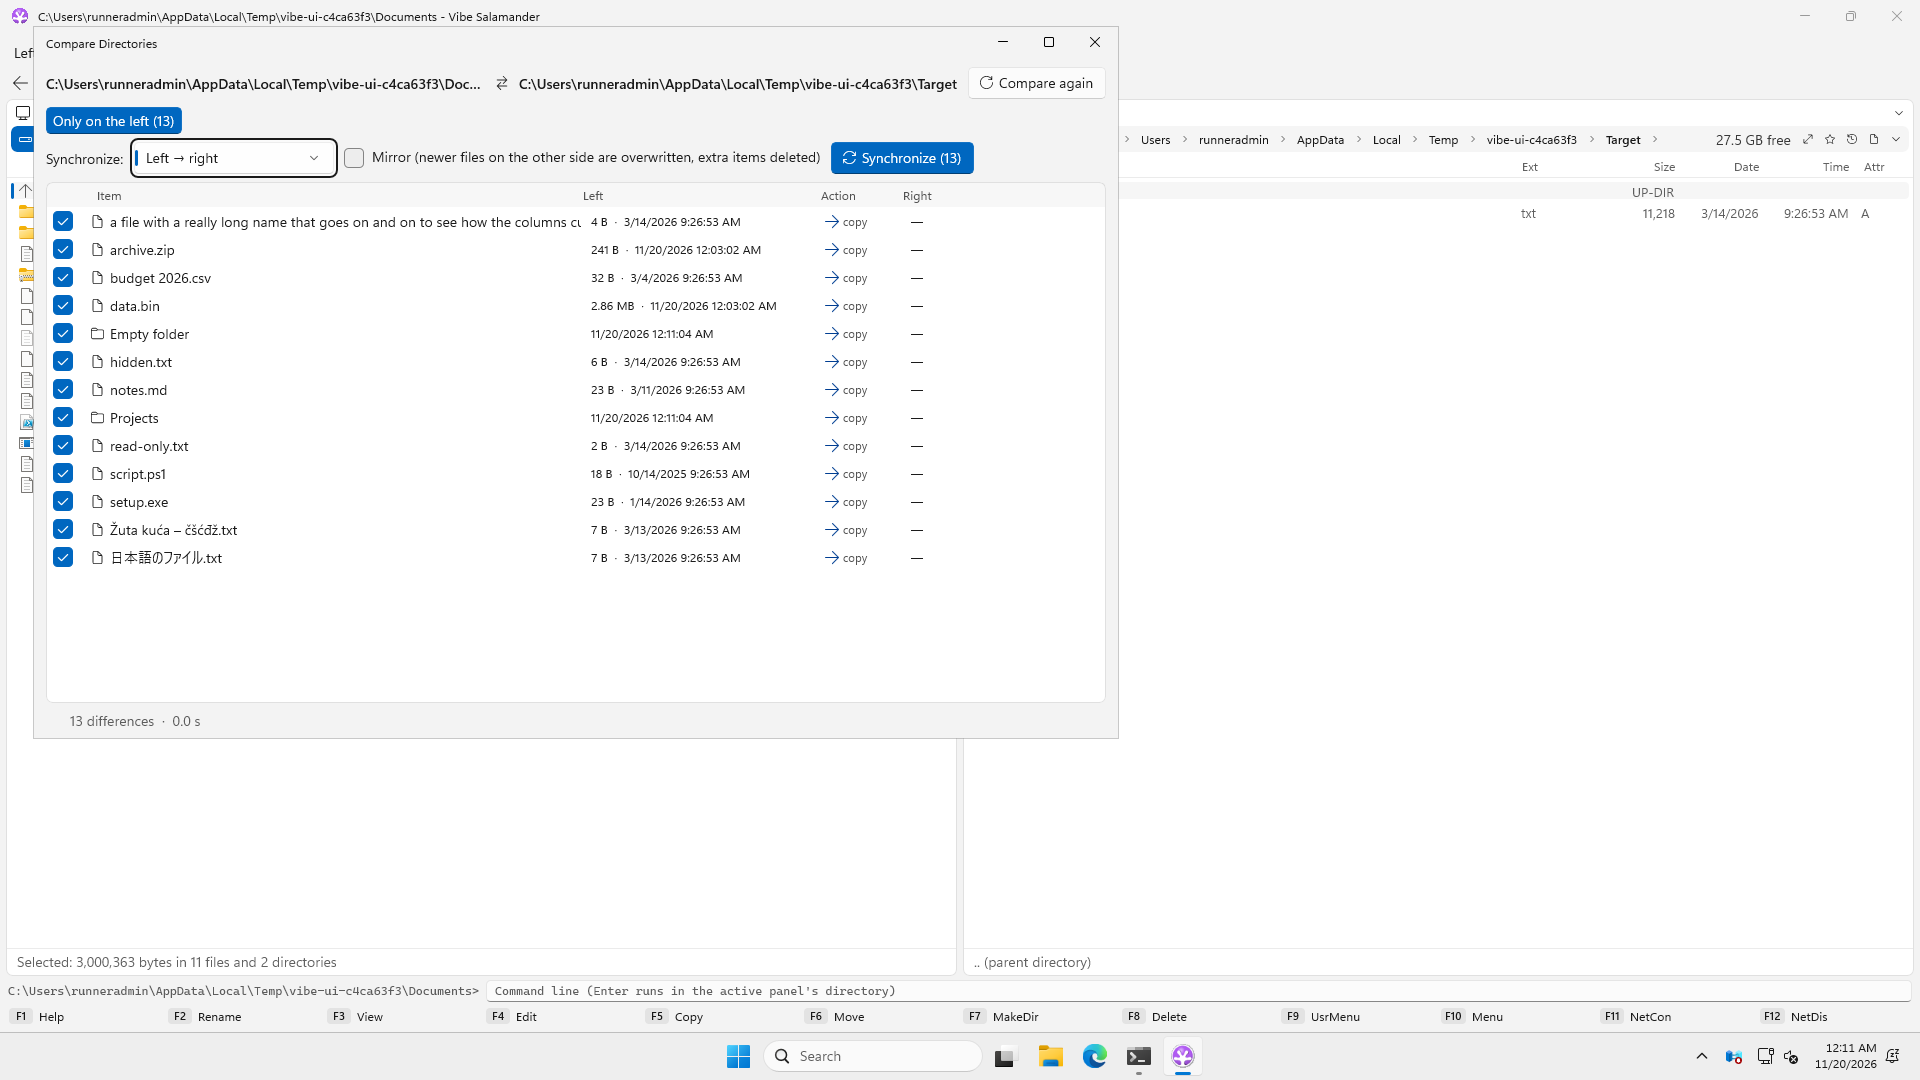 C:\Users\runneradmin\AppData\Local\Temp\vibe-ui-c4ca63f3\Documents - Vibe Salamander
Compare Directories
Left
C:\Users\runneradmin\AppData\Local\Temp\vibe-ui-c4ca63f3\Doc... ⇄ C:\Users\runneradmin\AppData\Local\Temp\vibe-ui-c4ca63f3\Target Compare again
Only on the left (13)
Users > runneradmin > AppData > Local > Temp > vibe-ui-c4ca63f3 > Target > 27.5 GB free
Synchronize: Left → right Mirror (newer files on the other side are overwritten, extra items deleted) Synchronize (13)
Ext Size Date Time Attr
UP-DIR
txt 11,218 3/14/2026 9:26:53 AM A
Item Left Action Right
a file with a really long name that goes on and on to see how the columns cu 4 B · 3/14/2026 9:26:53 AM → copy —
archive.zip 241 B · 11/20/2026 12:03:02 AM → copy —
budget 2026.csv 32 B · 3/4/2026 9:26:53 AM → copy —
data.bin 2.86 MB · 11/20/2026 12:03:02 AM → copy —
Empty folder 11/20/2026 12:11:04 AM → copy —
hidden.txt 6 B · 3/14/2026 9:26:53 AM → copy —
notes.md 23 B · 3/11/2026 9:26:53 AM → copy —
Projects 11/20/2026 12:11:04 AM → copy —
read-only.txt 2 B · 3/14/2026 9:26:53 AM → copy —
script.ps1 18 B · 10/14/2025 9:26:53 AM → copy —
setup.exe 23 B · 1/14/2026 9:26:53 AM → copy —
Žuta kuća – čšćđž.txt 7 B · 3/13/2026 9:26:53 AM → copy —
日本語のファイル.txt 7 B · 3/13/2026 9:26:53 AM → copy —
13 differences · 0.0 s
Selected: 3,000,363 bytes in 11 files and 2 directories
.. (parent directory)
C:\Users\runneradmin\AppData\Local\Temp\vibe-ui-c4ca63f3\Documents> Command line (Enter runs in the active panel's directory)
F1 Help F2 Rename F3 View F4 Edit F5 Copy F6 Move F7 MakeDir F8 Delete F9 UsrMenu F10 Menu F11 NetCon F12 NetDis
Search
12:11 AM
11/20/2026